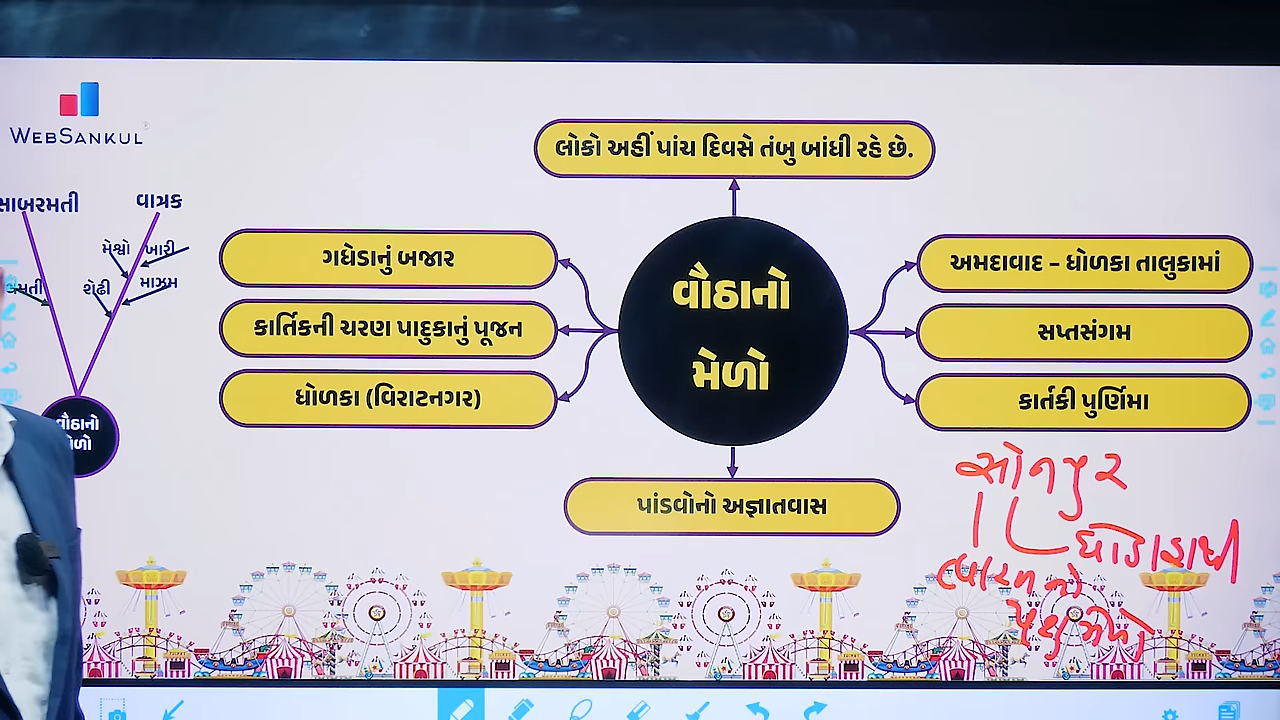 WEBSANKUL
લોકો અહીં પાંચ દિવસે તંબુ બાંધી રહે છે.
સાબરમતી
વાત્રક
મેશ્વો
ખારી
શેઢી
માઝમ
ગધેડાનું બજાર
કાર્તિકની ચરણ પાદુકાનું પૂજન
ધોળકા (વિરાટનગર)
વૌઠાનો
મેળો
અમદાવાદ – ધોળકા તાલુકામાં
સપ્તસંગમ
કાર્તકી પુર્ણિમા
વૌઠાનો
મેળો
પાંડવોનો અજ્ઞાતવાસ
સોનપુર